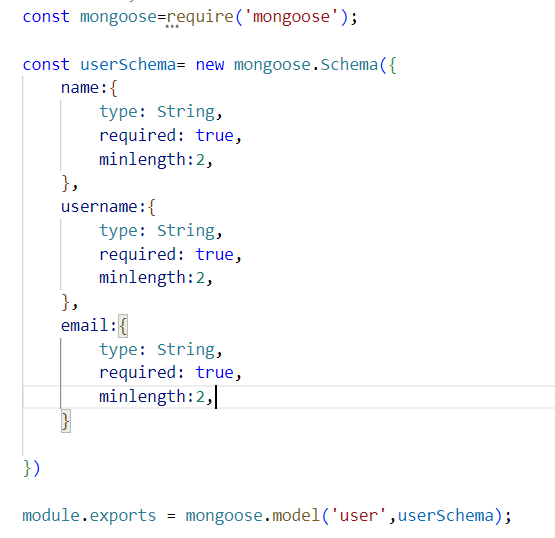 const mongoose=require('mongoose');
const userSchema= new mongoose.Schema({
    name:{
        type: String,
        required: true,
        minlength:2,
    },
    username:{
        type: String,
        required: true,
        minlength:2,
    },
    email:{
        type: String,
        required: true,
        minlength:2,
    }
})
module.exports = mongoose.model('user',userSchema);